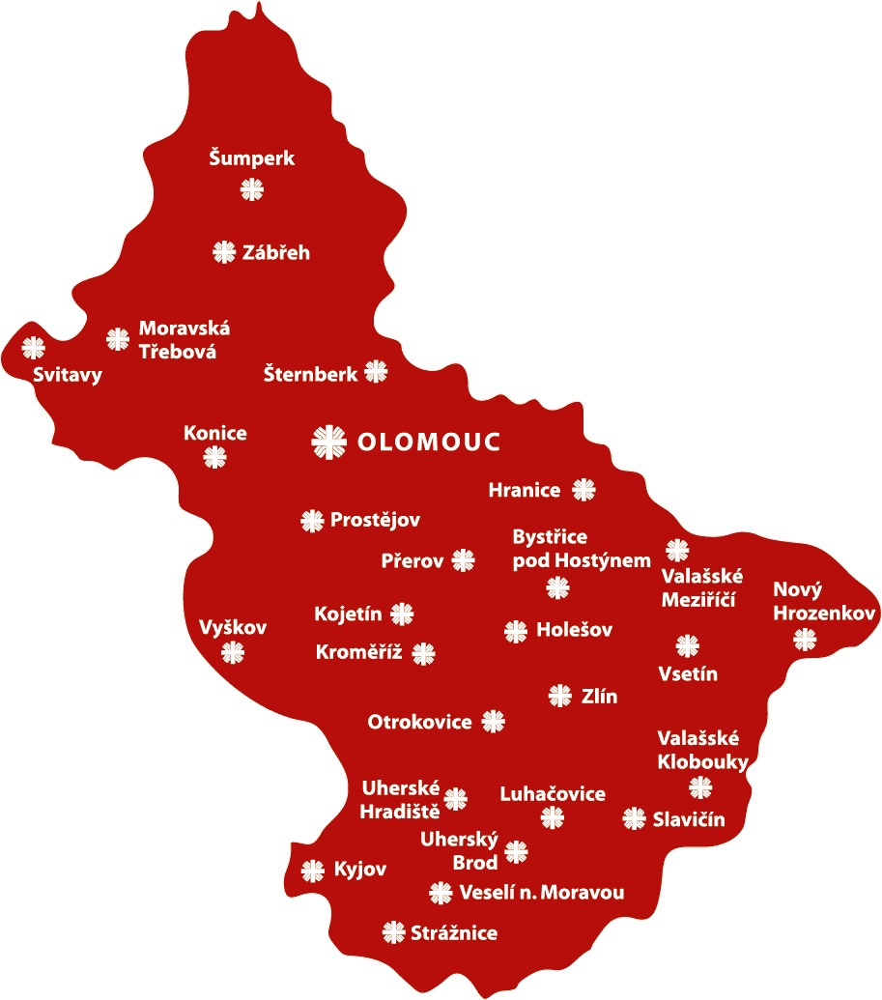 Šumperk
Zábřeh
Moravská
Třebová
Svitavy
Šternberk
Konice
OLOMOUC
Hranice
Prostějov
Bystřice
pod Hostýnem
Přerov
Valašské
Meziříčí
Nový
Hrozenkov
Kojetín
Vyškov
Holešov
Kroměříž
Vsetín
Zlín
Otrokovice
Valašské
Klobouky
Uherské
Hradiště
Luhačovice
Slavičín
Uherský
Brod
Kyjov
Veselí n. Moravou
Strážnice